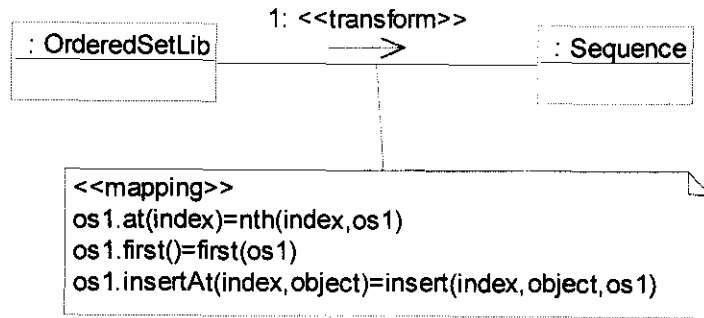 1: <<transform>>
: OrderedSetLib
: Sequence
<<mapping>>
os1.at(index)=nth(index,os1)
os1.first()=first(os1)
os1.insertAt(index,object)=insert(index,object,os1)